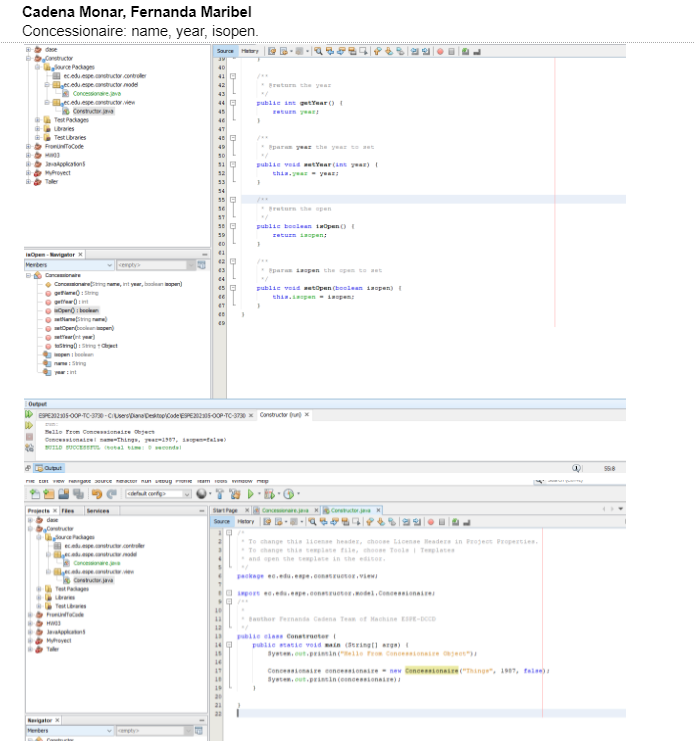 Cadena Monar, Fernanda Maribel
Concessionaire: name, year, isopen.
dase
Constructor
Source Packages
ec.edu.espe.constructor.controller
ec.edu.espe.constructor.model
Concessionaire.java
ec.edu.espe.constructor.view
Constructor.java
Test Packages
Libraries
Test Libraries
FromUmlToCode
HW03
JavaApplication5
MyProyect
Taller
Source History
39 }
40
41 /**
42 * @return the year
43 */
44 public int getYear() {
45 return year;
46 }
47
48 /**
49 * @param year the year to set
50 */
51 public void setYear(int year) {
52 this.year = year;
53 }
54
55 /**
56 * @return the open
57 */
58 public boolean isOpen() {
59 return isopen;
60 }
61
62 /**
63 * @param isopen the open to set
64 */
65 public void setOpen(boolean isopen) {
66 this.isopen = isopen;
67 }
68 }
69
isOpen - Navigator
Members <empty>
Concessionaire
Concessionaire(String name, int year, boolean isopen)
getName() : String
getYear() : int
isOpen() : boolean
setName(String name)
setOpen(boolean isopen)
setYear(int year)
toString() : String ↑ Object
isopen : boolean
name : String
year : int
Output
ESPE202105-OOP-TC-3730 - C:\Users\Diana\Desktop\Code\ESPE202105-OOP-TC-3730 Constructor (run)
run:
Hello From Concessionaire Object
Concessionaire{ name=Things, year=1987, isopen=false}
BUILD SUCCESSFUL (total time: 0 seconds)
Output
55:8
File Edit View Navigate Source Refactor Run Debug Profile Team Tools Window Help
<default config>
Projects Files Services
dase
Constructor
Source Packages
ec.edu.espe.constructor.controller
ec.edu.espe.constructor.model
Concessionaire.java
ec.edu.espe.constructor.view
Constructor.java
Test Packages
Libraries
Test Libraries
FromUmlToCode
HW03
JavaApplication5
MyProyect
Taller
Start Page Concessionaire.java Constructor.java
Source History
1 /*
2 * To change this license header, choose License Headers in Project Properties.
3 * To change this template file, choose Tools | Templates
4 * and open the template in the editor.
5 */
6 package ec.edu.espe.constructor.view;
7
8 import ec.edu.espe.constructor.model.Concessionaire;
9 /**
10 *
11 * @author Fernanda Cadena Team of Machine ESPE-DCCO
12 */
13 public class Constructor {
14 public static void main (String[] args) {
15 System.out.println("Hello From Concessionaire Object");
16
17 Concessionaire concessionaire = new Concessionaire("Things", 1987, false);
18 System.out.println(concessionaire);
19 }
20
21 }
22
Navigator
Members <empty>
Constructor